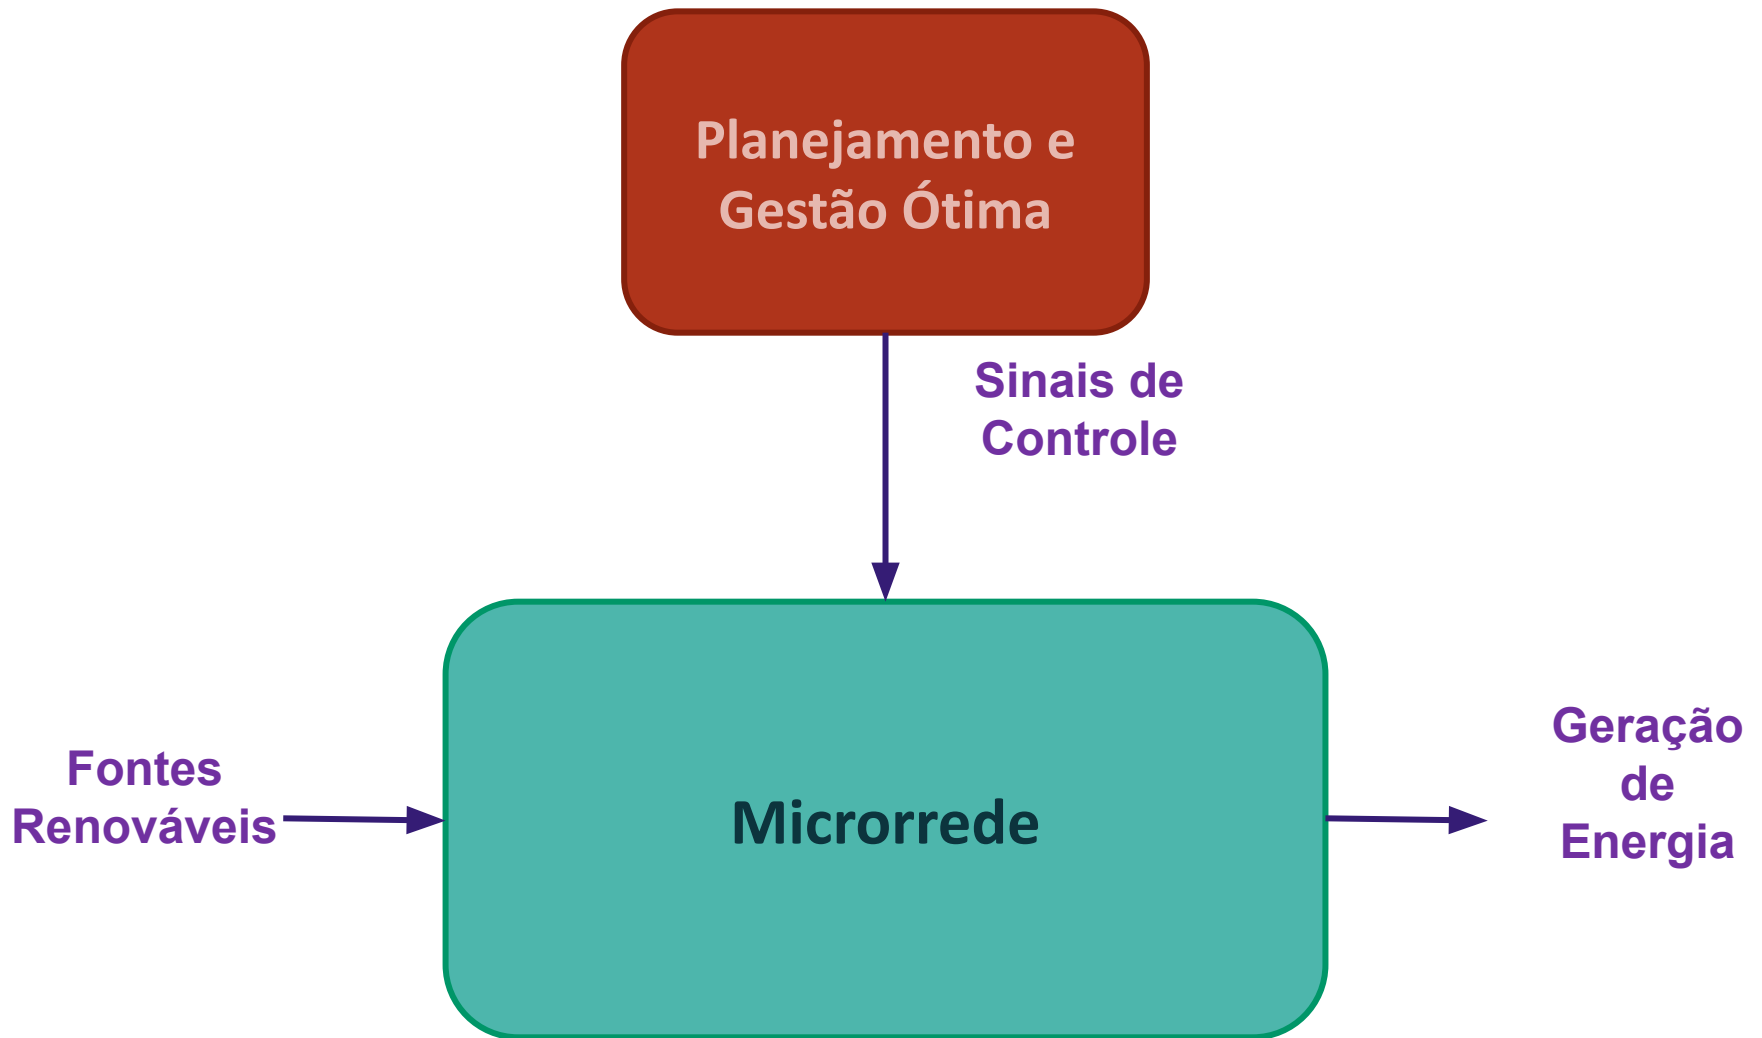 Planejamento e
Gestão Ótima
Sinais de
Controle
Fontes
Renováveis
Microrrede
Geração
de
Energia